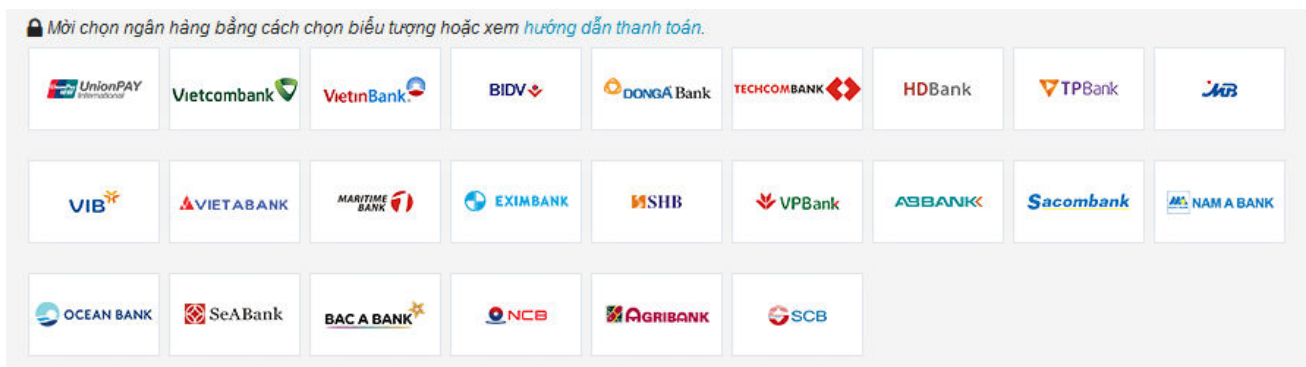 Mời chọn ngân hàng bằng cách chọn biểu tượng hoặc xem hướng dẫn thanh toán.
UnionPAY International Vietcombank VietinBank BIDV DONGA Bank TECHCOMBANK HDBank TPBank MB
VIB VIETABANK MARITIME BANK EXIMBANK SHB VPBank ABBANK Sacombank NAM A BANK
OCEAN BANK SeABank BAC A BANK NCB AGRIBANK SCB